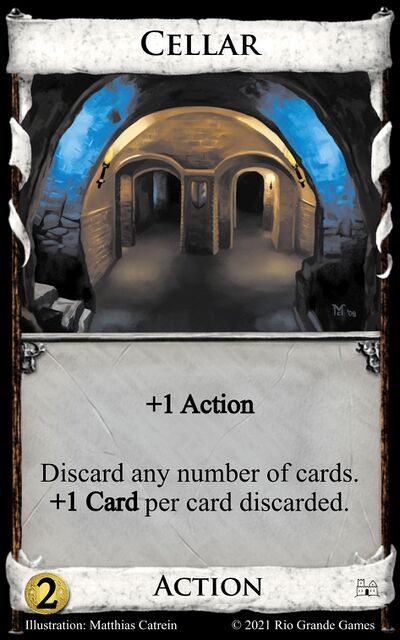 CELLAR
+1 Action
Discard any number of cards.
+1 Card per card discarded.
2
ACTION
Illustration: Matthias Catrein
© 2021 Rio Grande Games